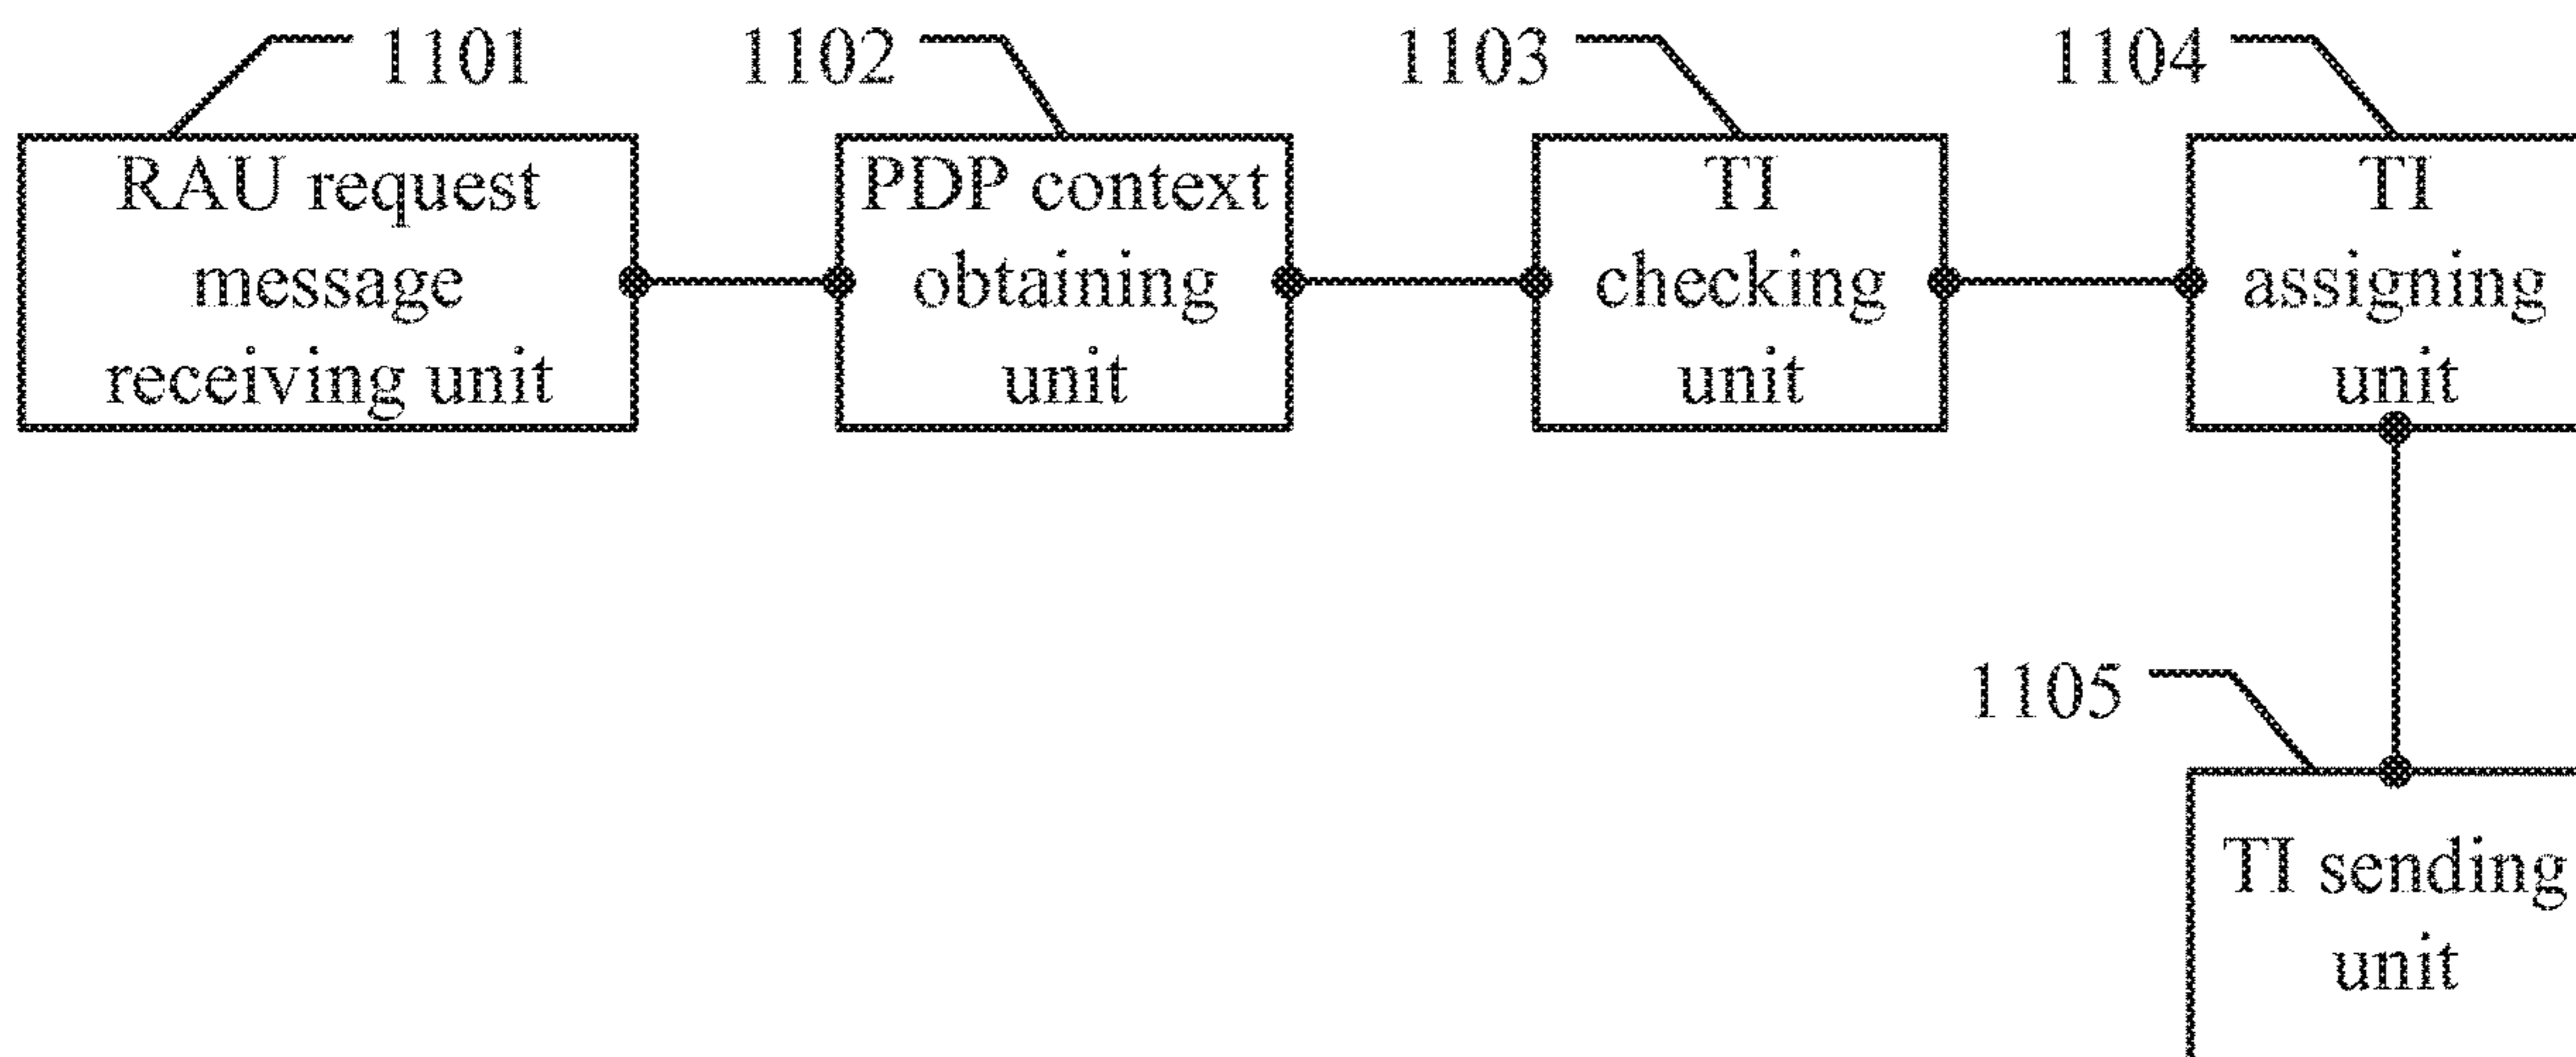 1101
1102
1103
1104
RAU request
message
receiving unit
PDP context
obtaining
unit
TI
checking
unit
TI
assigning
unit
1105
TI sending
unit